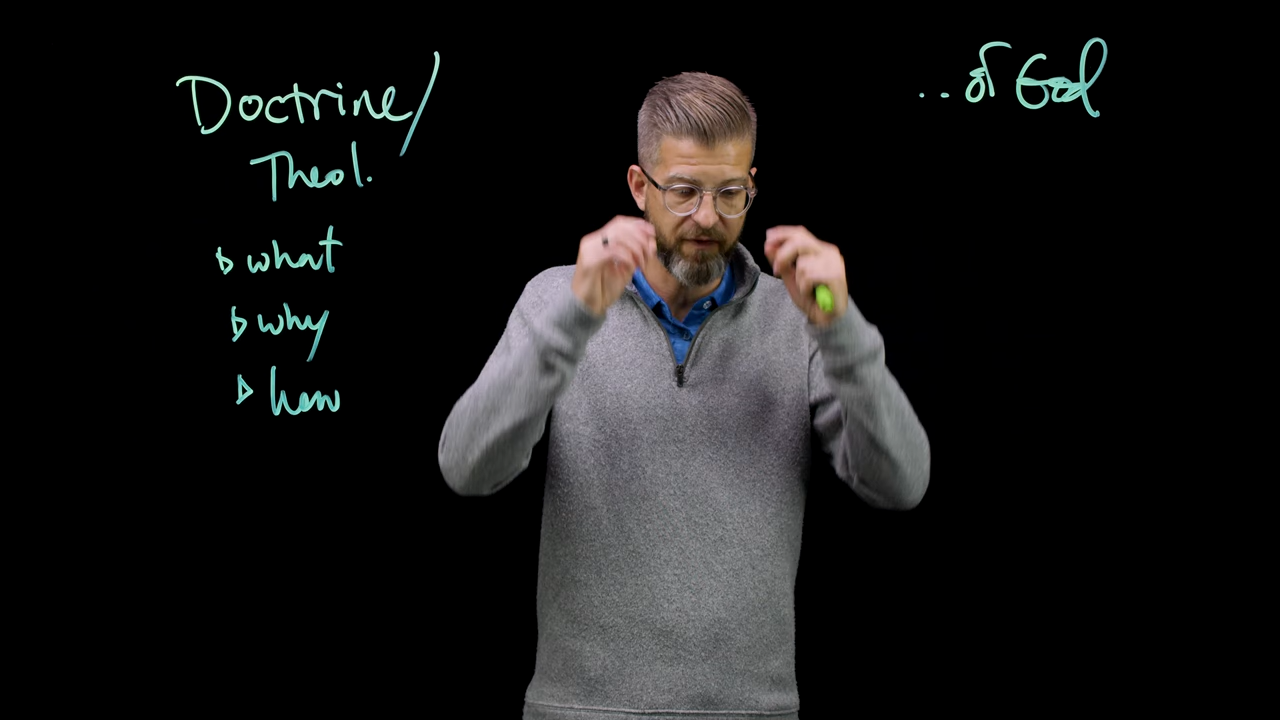 Doctrine/
Theol.
▹ what
▹ why
▹ how
.. of God